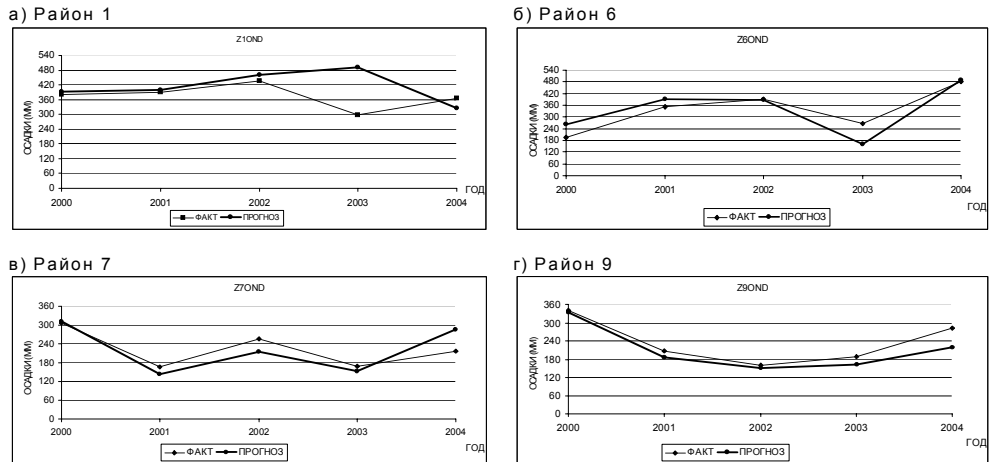 а) Район 1
Z1OND
ОСАДКИ (ММ)
540
480
420
360
300
240
180
120
60
0
2000 2001 2002 2003 2004
ГОД
ФАКТ ПРОГНОЗ
б) Район 6
Z6OND
ОСАДКИ (ММ)
540
480
420
360
300
240
180
120
60
0
2000 2001 2002 2003 2004
ГОД
ФАКТ ПРОГНОЗ
в) Район 7
Z7OND
ОСАДКИ (ММ)
360
300
240
180
120
60
0
2000 2001 2002 2003 2004
ГОД
ФАКТ ПРОГНОЗ
г) Район 9
Z9OND
ОСАДКИ (ММ)
360
300
240
180
120
60
0
2000 2001 2002 2003 2004
ГОД
ФАКТ ПРОГНОЗ